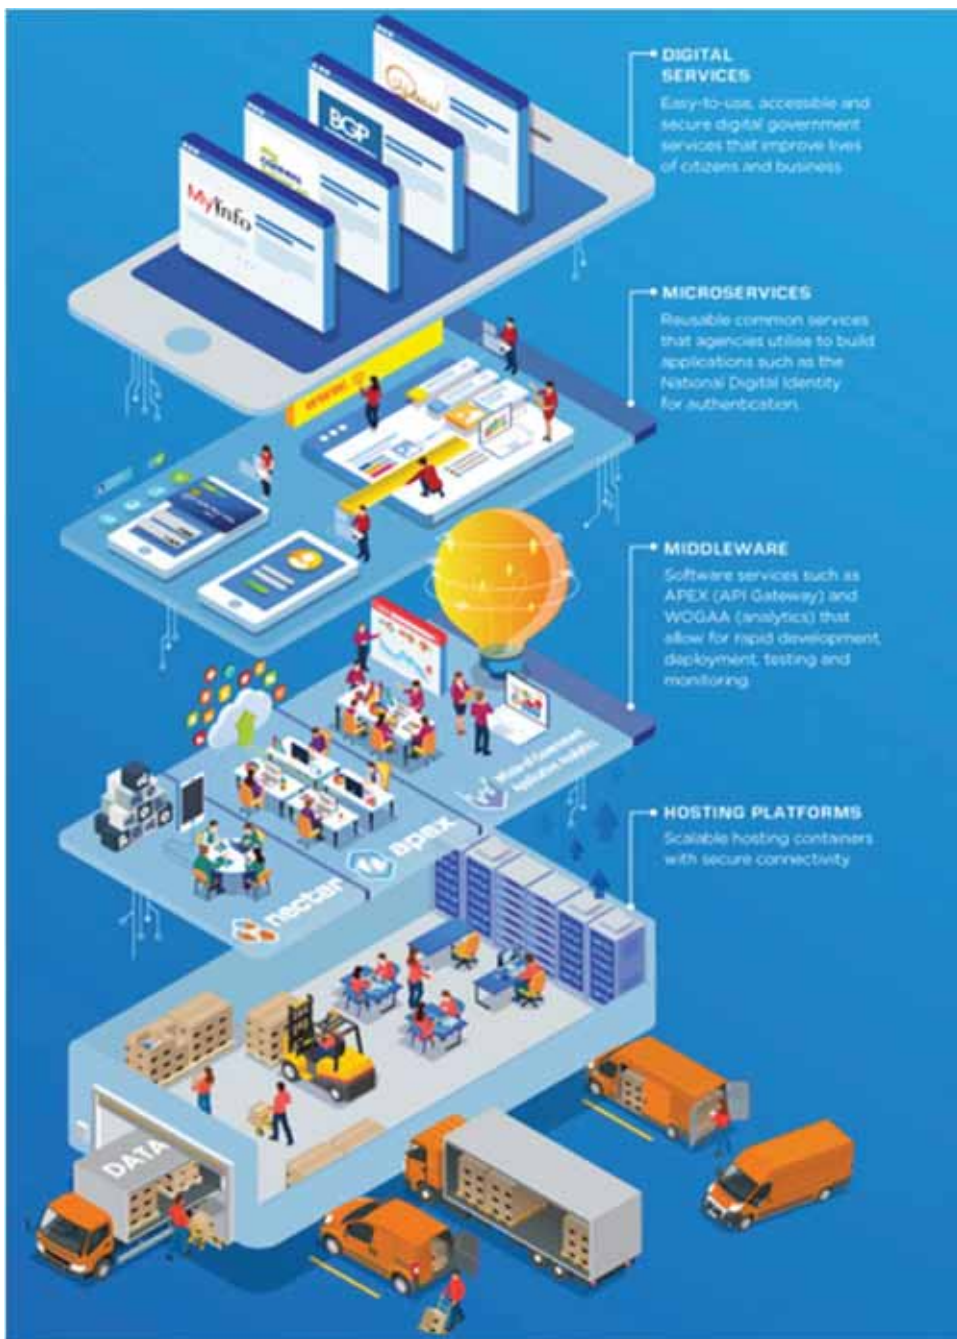 DIGITAL
SERVICES
Easy-to-use, accessible and
secure digital government
services that improve lives
of citizens and business
BGP
my
MyInfo
MICROSERVICES
Reusable common services
that agencies utilise to build
applications such as the
National Digital Identity
for authentication.
MIDDLEWARE
Software services such as
APEX (API Gateway) and
WOGAA (analytics) that
allow for rapid development,
deployment, testing and
monitoring
HOSTING PLATFORMS
Scalable hosting containers
with secure connectivity
apex
nectar
DATA